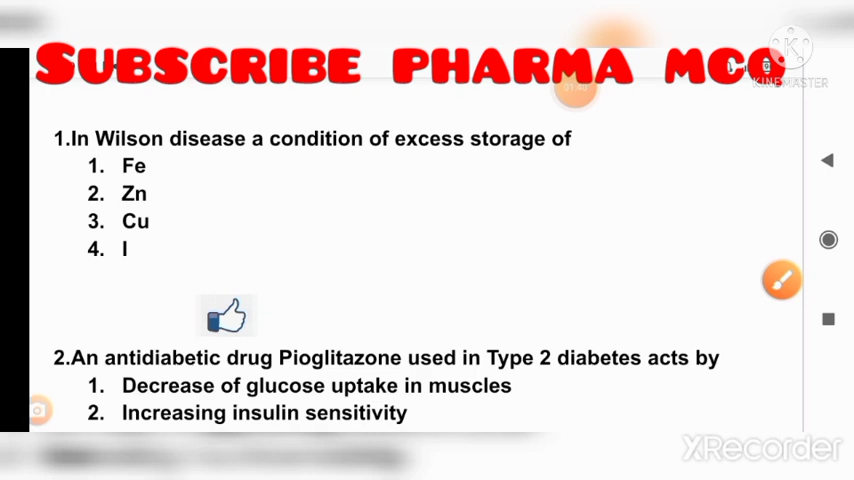 SUBSCRIBE PHARMA MCQ
KINEMASTER
01:40
1.In Wilson disease a condition of excess storage of
1. Fe
2. Zn
3. Cu
4. I
2.An antidiabetic drug Pioglitazone used in Type 2 diabetes acts by
1. Decrease of glucose uptake in muscles
2. Increasing insulin sensitivity
XRecorder